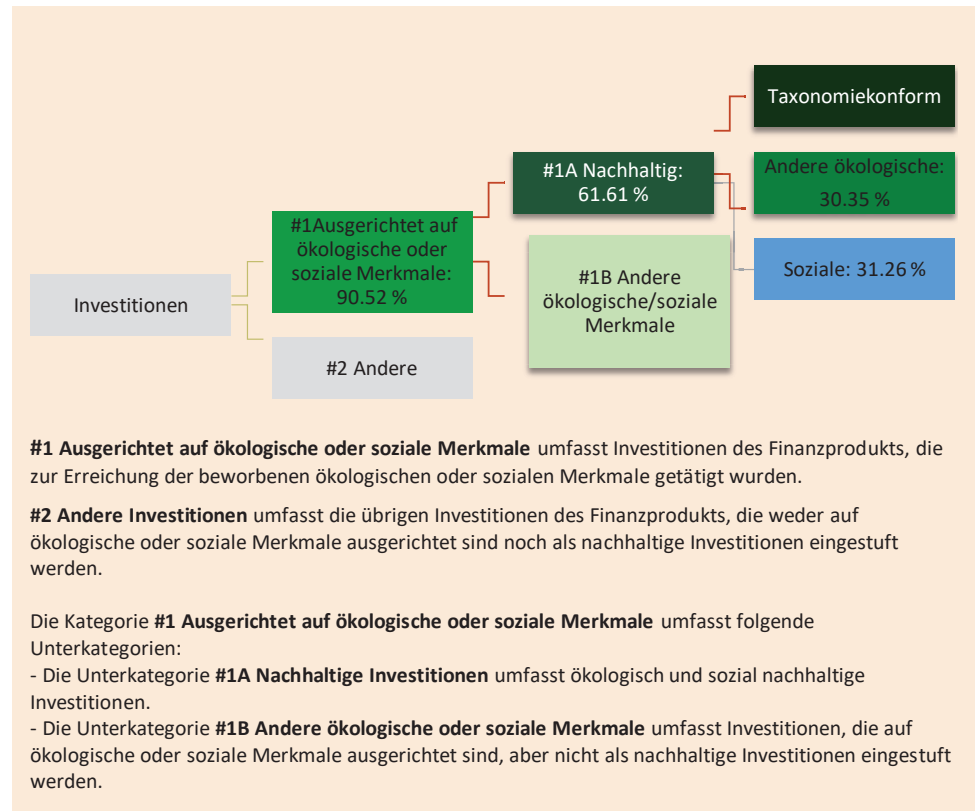 Taxonomiekonform
#1A Nachhaltig:
61.61 %
Andere ökologische:
30.35 %
#1Ausgerichtet auf
ökologische oder
soziale Merkmale:
90.52 %
Soziale: 31.26 %
#1B Andere
ökologische/soziale
Merkmale
Investitionen
#2 Andere
#1 Ausgerichtet auf ökologische oder soziale Merkmale umfasst Investitionen des Finanzprodukts, die
zur Erreichung der beworbenen ökologischen oder sozialen Merkmale getätigt wurden.
#2 Andere Investitionen umfasst die übrigen Investitionen des Finanzprodukts, die weder auf
ökologische oder soziale Merkmale ausgerichtet sind noch als nachhaltige Investitionen eingestuft
werden.
Die Kategorie #1 Ausgerichtet auf ökologische oder soziale Merkmale umfasst folgende
Unterkategorien:
- Die Unterkategorie #1A Nachhaltige Investitionen umfasst ökologisch und sozial nachhaltige
Investitionen.
- Die Unterkategorie #1B Andere ökologische oder soziale Merkmale umfasst Investitionen, die auf
ökologische oder soziale Merkmale ausgerichtet sind, aber nicht als nachhaltige Investitionen eingestuft
werden.